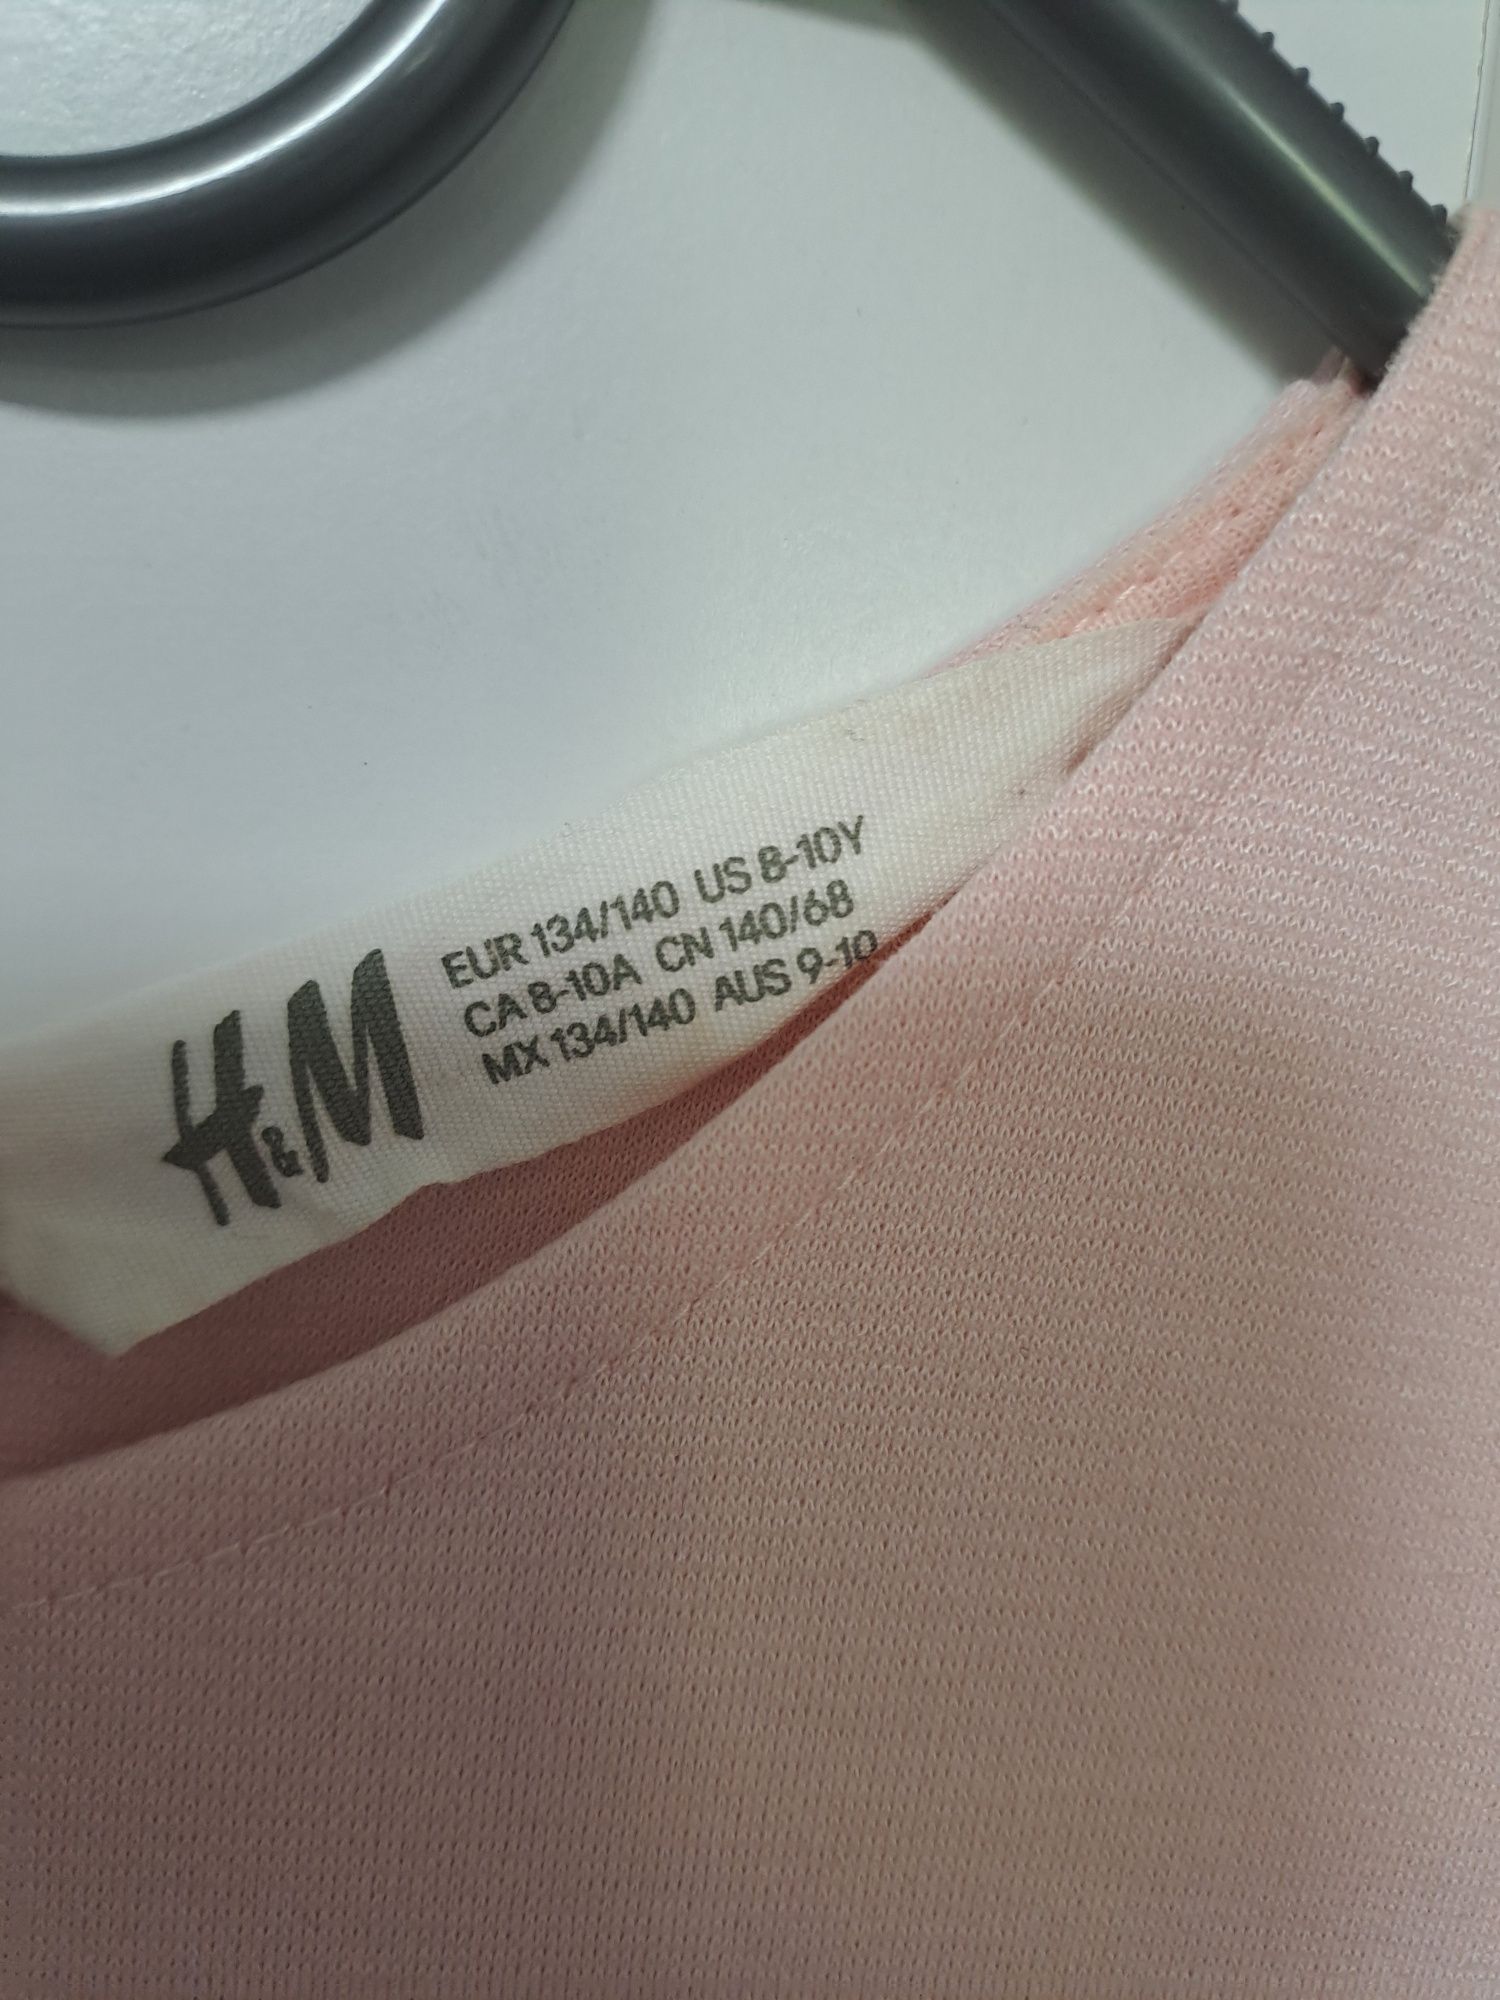 H&M
EUR 134/140 US 8-10Y
CA 8-10A CN 140/68
MX 134/140 AUS 9-10